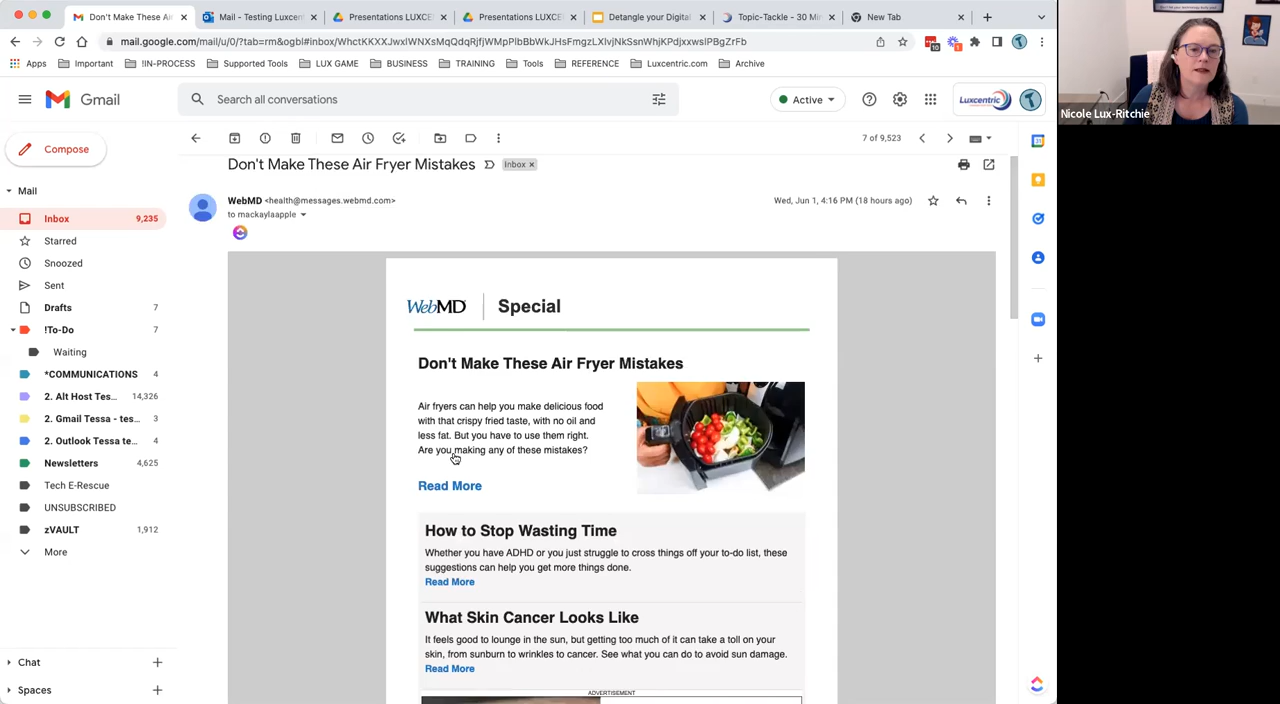 Don't Make These Air
Mail - Testing Luxcent
Presentations LUXCE
Presentations LUXCE
Detangle your Digital
Topic-Tackle - 30 Mi
New Tab
mail.google.com/mail/u/0/?tab=rm&ogbl#inbox/
Apps
Important
!IN-PROCESS
Supported Tools
LUX GAME
BUSINESS
TRAINING
Tools
REFERENCE
Luxcentric.com
Archive
Nicole Lux-Ritchie
Gmail
Search all conversations
Active
Luxcentric
Compose
7 of 9,523
Don't Make These Air Fryer Mistakes
Inbox ×
WebMD <health@messages.webmd.com>
Wed, Jun 1, 4:16 PM (18 hours ago)
to mackaylaapple
Mail
Inbox 9,235
Starred
Snoozed
Sent
Drafts 7
!To-Do 7
Waiting
*COMMUNICATIONS 4
2. Alt Host Tes... 14,326
2. Gmail Tessa - tes... 3
2. Outlook Tessa te... 4
Newsletters 4,625
Tech E-Rescue
UNSUBSCRIBED
zVAULT 1,912
More
Chat
Spaces
WebMD Special
Don't Make These Air Fryer Mistakes
Air fryers can help you make delicious food
with that crispy fried taste, with no oil and
less fat. But you have to use them right.
Are you making any of these mistakes?
Read More
How to Stop Wasting Time
Whether you have ADHD or you just struggle to cross things off your to-do list, these
suggestions can help you get more things done.
Read More
What Skin Cancer Looks Like
It feels good to lounge in the sun, but getting too much of it can take a toll on your
skin, from sunburn to wrinkles to cancer. See what you can do to avoid sun damage.
Read More
ADVERTISEMENT